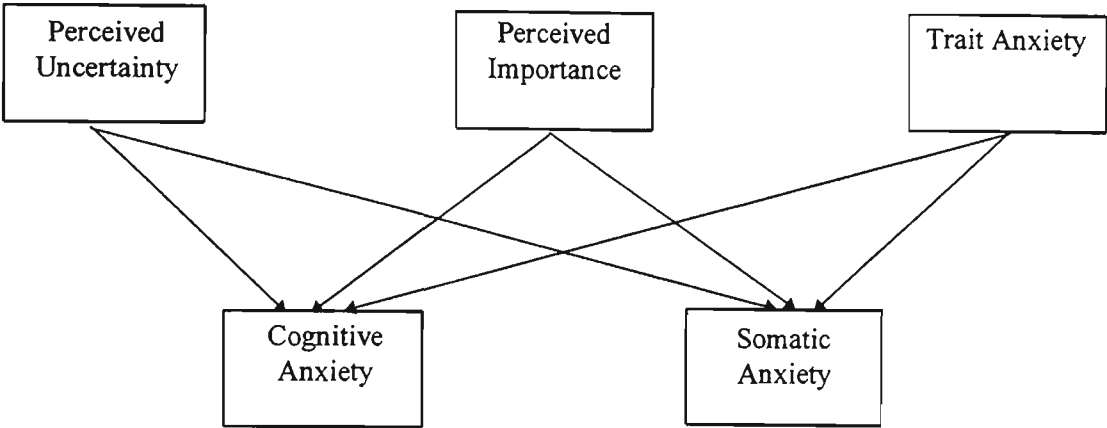 Perceived
Uncertainty
Perceived
Importance
Trait Anxiety
Cognitive
Anxiety
Somatic
Anxiety